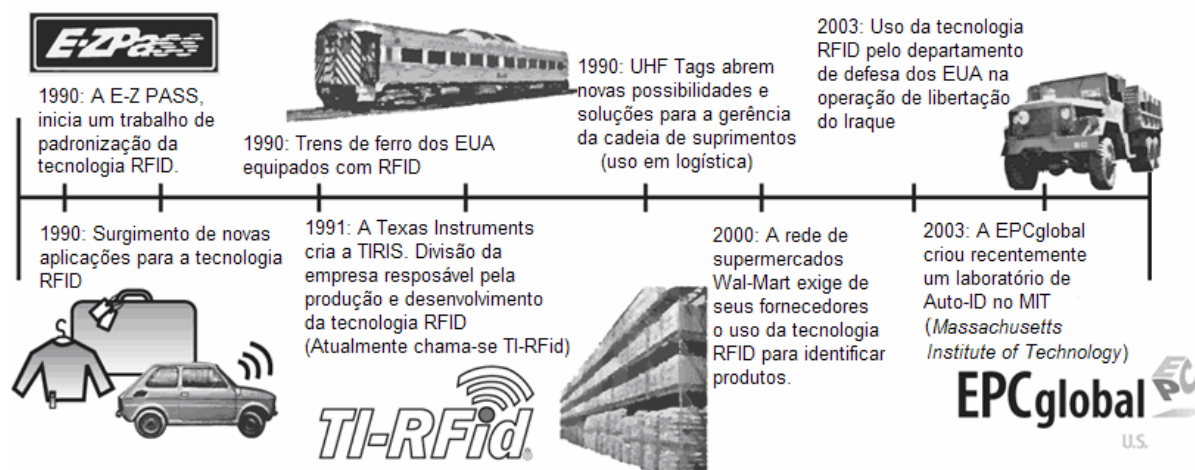 E-ZPass
1990: A E-Z PASS,
inicia um trabalho de
padronização da
tecnologia RFID.
1990: Trens de ferro dos EUA
equipados com RFID
1990: UHF Tags abrem
novas possibilidades e
soluções para a gerência
da cadeia de suprimentos
(uso em logística)
2003: Uso da tecnologia
RFID pelo departamento
de defesa dos EUA na
operação de libertação
do Iraque
1990: Surgimento de novas
aplicações para a tecnologia
RFID
1991: A Texas Instruments
cria a TIRIS. Divisão da
empresa resposável pela
produção e desenvolvimento
da tecnologia RFID
(Atualmente chama-se TI-RFid)
TI-RFid
2000: A rede de
supermercados
Wal-Mart exige de
seus fornecedores
o uso da tecnologia
RFID para identificar
produtos.
2003: A EPCglobal
criou recentemente
um laboratório de
Auto-ID no MIT
(Massachusetts
Institute of Technology)
EPCglobal
U.S.